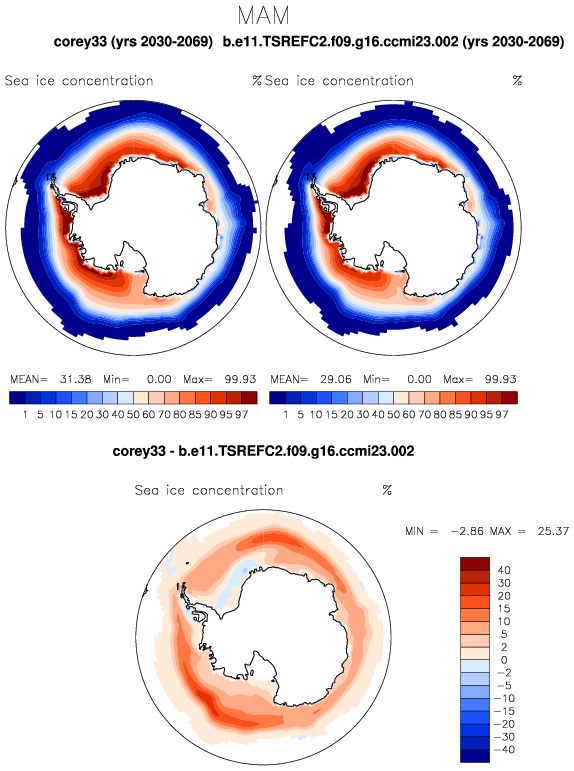 MAM
corey33 (yrs 2030-2069) b.e11.TSREFC2.f09.g16.ccmi23.002 (yrs 2030-2069)
Sea ice concentration % Sea ice concentration %
MEAN= 31.38 Min= 0.00 Max= 99.93 MEAN= 29.06 Min= 0.00 Max= 99.93
1 5 10 15 20 30 40 50 60 70 80 85 90 95 97 1 5 10 15 20 30 40 50 60 70 80 85 90 95 97
corey33 - b.e11.TSREFC2.f09.g16.ccmi23.002
Sea ice concentration %
MIN = -2.86 MAX = 25.37
40
30
20
15
10
5
2
0
-2
-5
-10
-15
-20
-30
-40